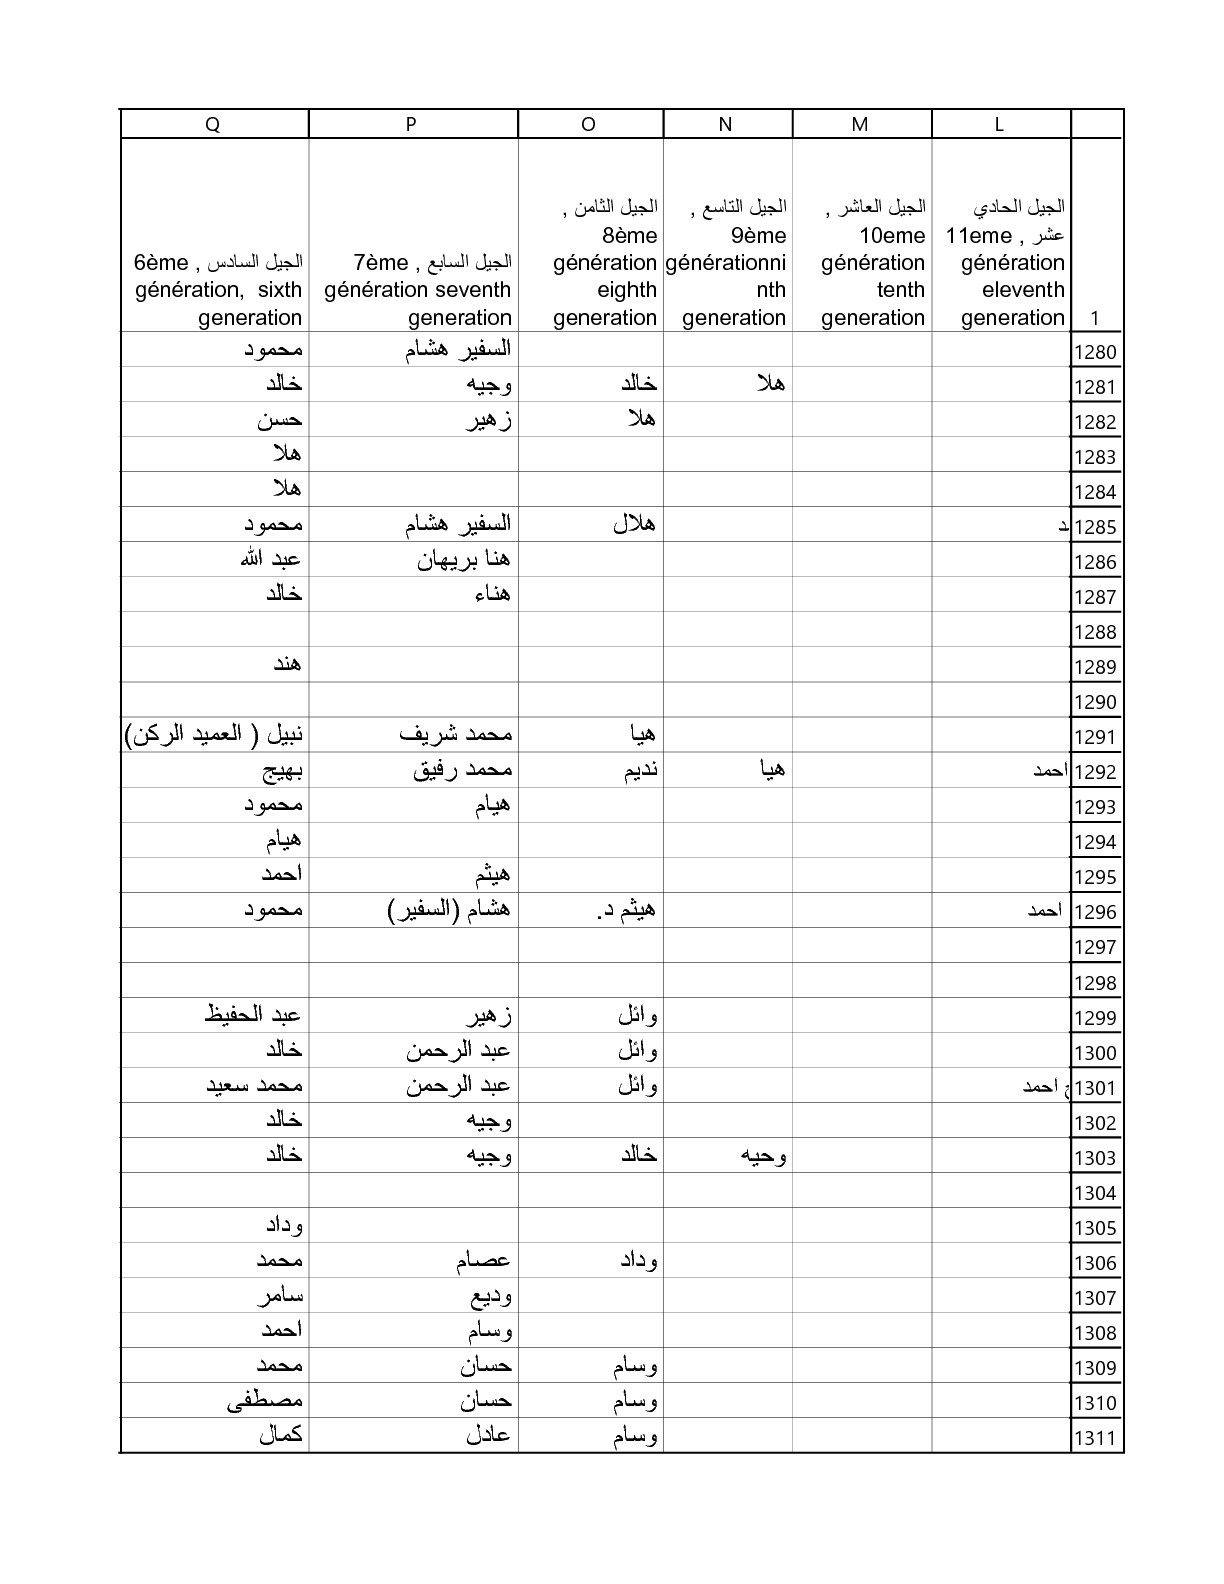 Q P O N M L
الجيل السادس , 6ème génération, sixth generation
الجيل السابع , 7ème génération seventh generation
الجيل الثامن , 8ème génération eighth generation
الجيل التاسع , 9ème générationni nth generation
الجيل العاشر , 10eme génération tenth generation
الجيل الحادي عشر , 11eme génération eleventh generation
1
1280 السفير هشام محمود
1281 هلا خالد وجيه خالد
1282 هلا زهير حسن
1283 هلا
1284 هلا
1285 هلال السفير هشام محمود
1286 هنا بريهان عبد الله
1287 هناء خالد
1288
1289 هند
1290
1291 هيا محمد شريف نبيل ( العميد الركن)
1292 احمد هيا نديم محمد رفيق بهيج
1293 هيام محمود
1294 هيام
1295 هيثم احمد
1296 احمد هيثم د. هشام (السفير) محمود
1297
1298
1299 وائل زهير عبد الحفيظ
1300 وائل عبد الرحمن خالد
1301 احمد وائل عبد الرحمن محمد سعيد
1302 وجيه خالد
1303 وحيه خالد وجيه خالد
1304
1305 وداد
1306 وداد عصام محمد
1307 وديع سامر
1308 وسام احمد
1309 وسام حسان محمد
1310 وسام حسان مصطفى
1311 وسام عادل كمال